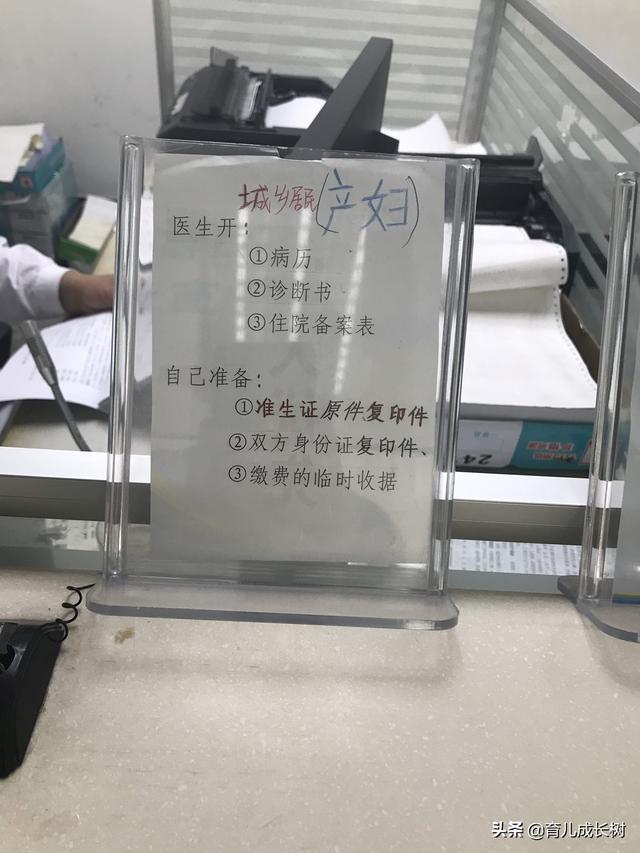 城乡居民(产妇)
医生开：
①病历
②诊断书
③住院备案表
自己准备：
①准生证原件复印件
②双方身份证复印件、
③缴费的临时收据
24
头条 @育儿成长树